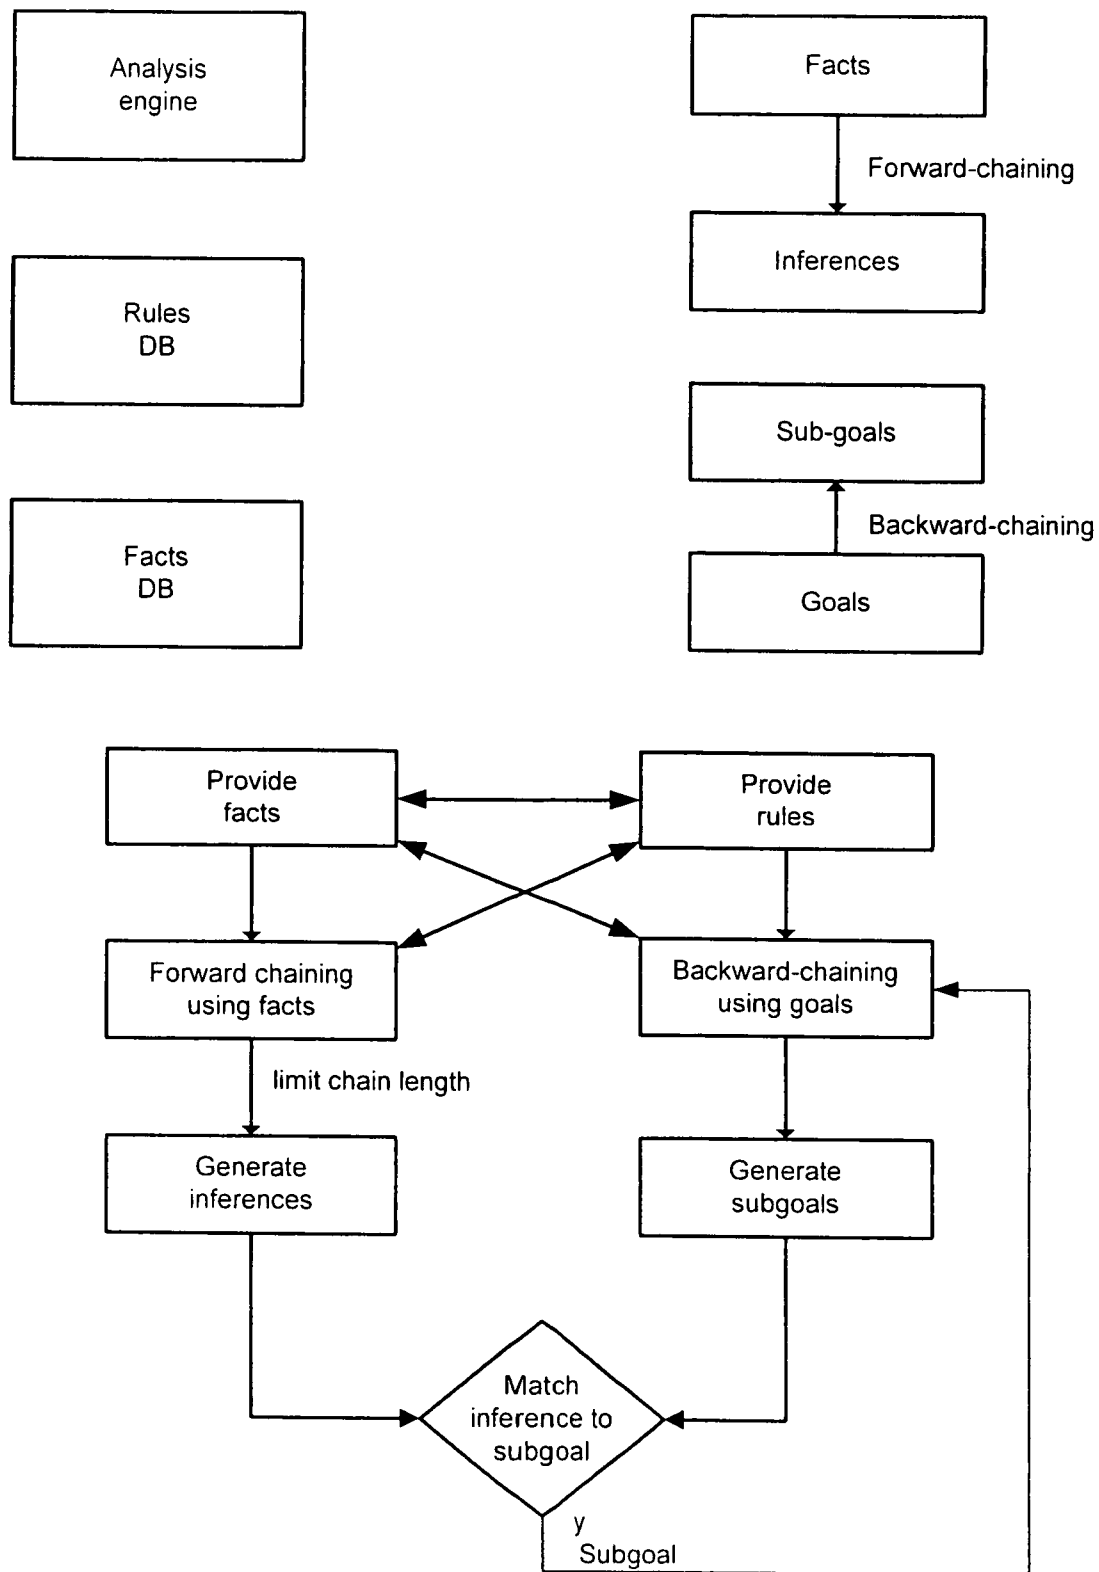 Analysis
engine
Facts
Forward-chaining
Inferences
Rules
DB
Sub-goals
Backward-chaining
Facts
DB
Goals
Provide
facts
Provide
rules
Forward chaining
using facts
Backward-chaining
using goals
limit chain length
Generate
inferences
Generate
subgoals
Match
inference to
subgoal
y
Subgoal